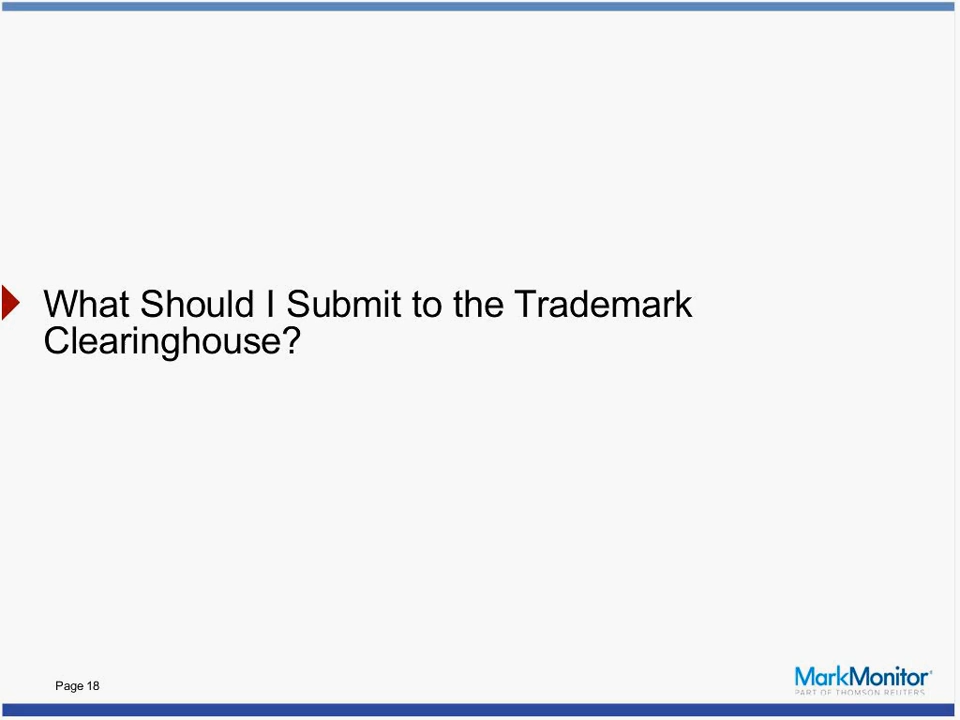 What Should I Submit to the Trademark
Clearinghouse?
Page 18
MarkMonitor
PART OF THOMSON REUTERS